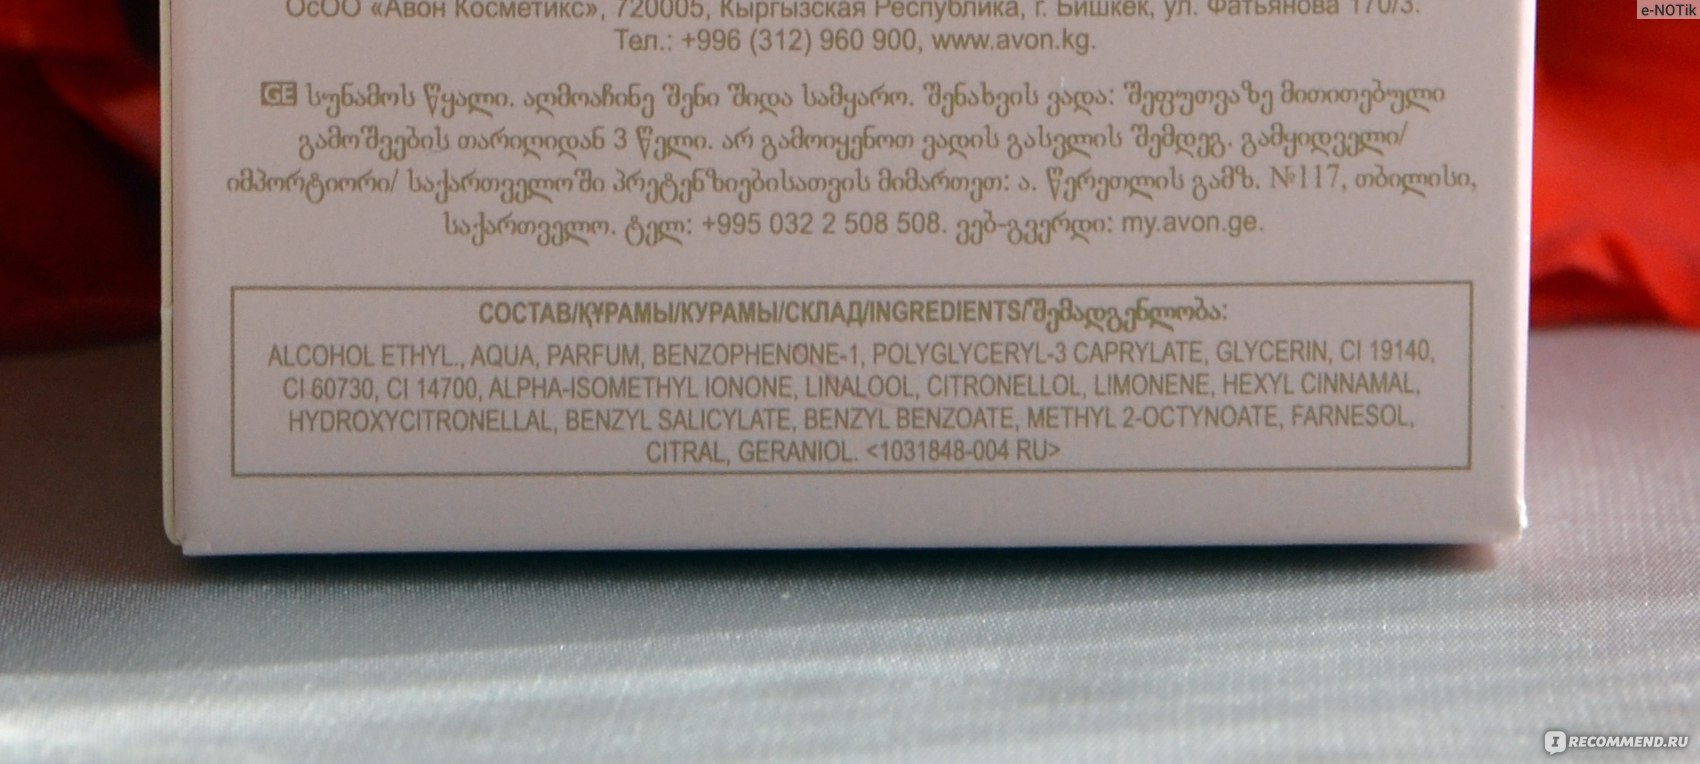 e-NOTik
ОсОО «Авон Косметикс», 720005, Кыргызская Республика, г. Бишкек, ул. Фатьянова 170/3.
Тел.: +996 (312) 960 900, www.avon.kg.
GE სუნამოს წყალი. აღმოაჩინე შენი შიდა სამყარო. შენახვის ვადა: შეფუთვაზე მითითებული
გამოშვების თარიღიდან 3 წელი. არ გამოიყენოთ ვადის გასვლის შემდეგ. გამყიდველი/
იმპორტიორი/ საქართველოში პრეტენზიებისათვის მიმართეთ: ა. წერეთლის გამზ. №117, თბილისი,
საქართველო. ტელ: +995 032 2 508 508. ვებ-გვერდი: my.avon.ge.
СОСТАВ/ҚҰРАМЫ/КУРАМЫ/СКЛАД/INGREDIENTS/შემადგენლობა:
ALCOHOL ETHYL., AQUA, PARFUM, BENZOPHENONE-1, POLYGLYCERYL-3 CAPRYLATE, GLYCERIN, CI 19140,
CI 60730, CI 14700, ALPHA-ISOMETHYL IONONE, LINALOOL, CITRONELLOL, LIMONENE, HEXYL CINNAMAL,
HYDROXYCITRONELLAL, BENZYL SALICYLATE, BENZYL BENZOATE, METHYL 2-OCTYNOATE, FARNESOL,
CITRAL, GERANIOL. <1031848-004 RU>
I RECOMMEND.RU